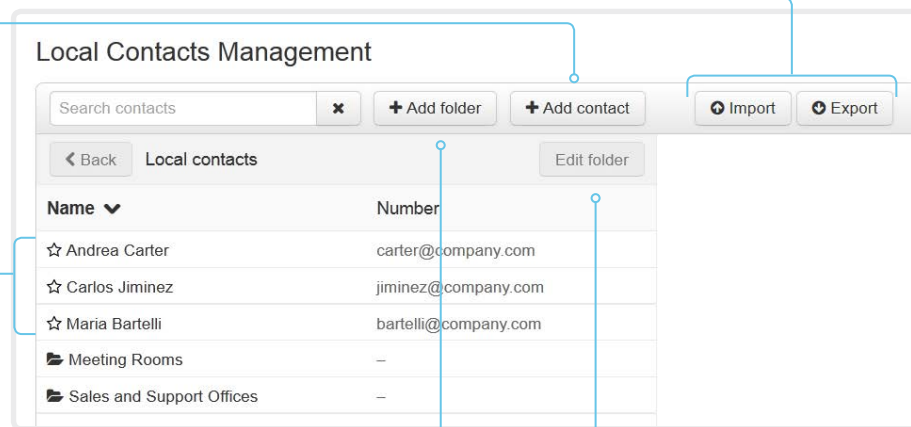 Local Contacts Management
Search contacts ✖ + Add folder + Add contact Import Export
Back Local contacts Edit folder
Name Number
Andrea Carter carter@company.com
Carlos Jiminez jiminez@company.com
Maria Bartelli bartelli@company.com
Meeting Rooms –
Sales and Support Offices –